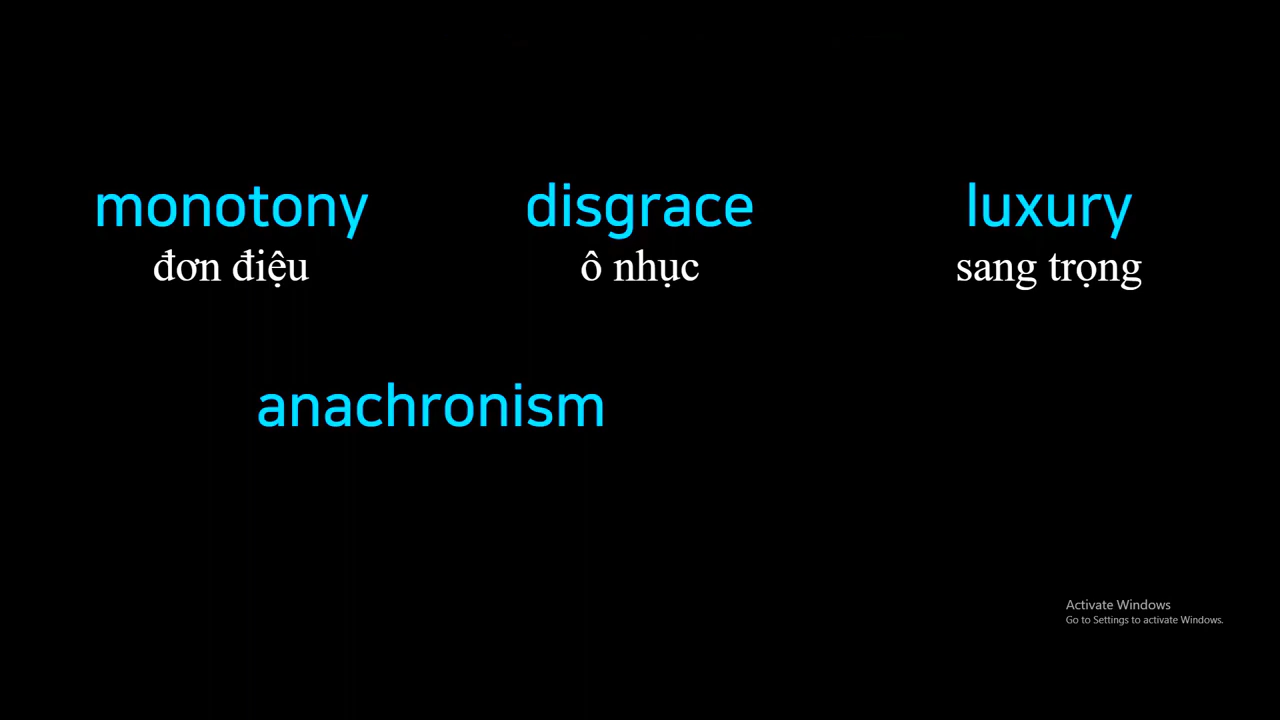 monotony disgrace luxury
đơn điệu ô nhục sang trọng
anachronism
Activate Windows
Go to Settings to activate Windows.